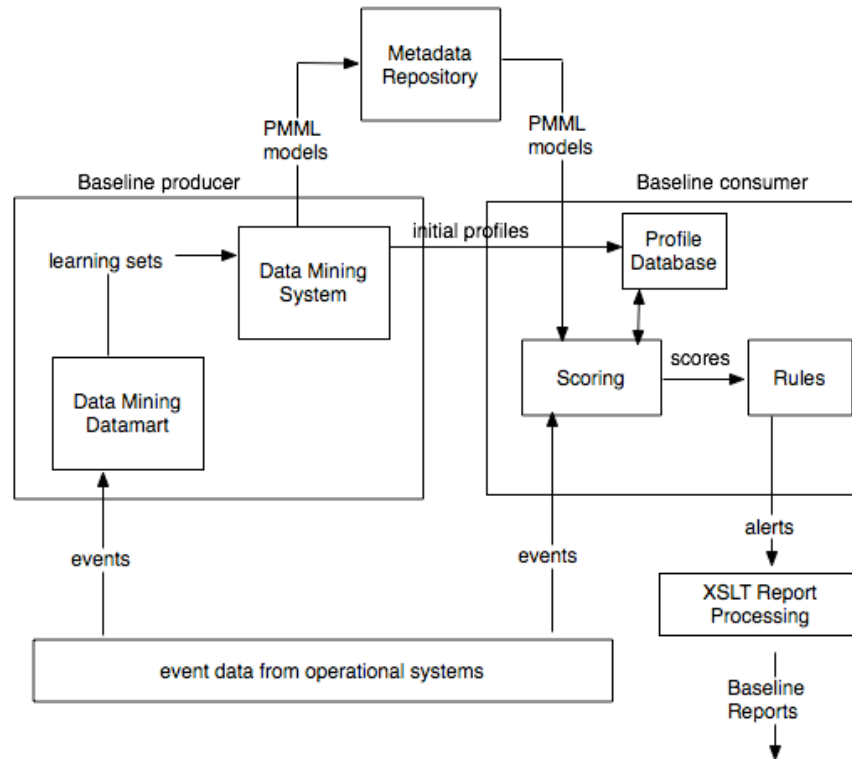 Metadata
Repository
PMML
models
PMML
models
Baseline producer
Baseline consumer
learning sets
Data Mining
System
initial profiles
Profile
Database
Data Mining
Datamart
Scoring
scores
Rules
events
events
alerts
XSLT Report
Processing
event data from operational systems
Baseline
Reports